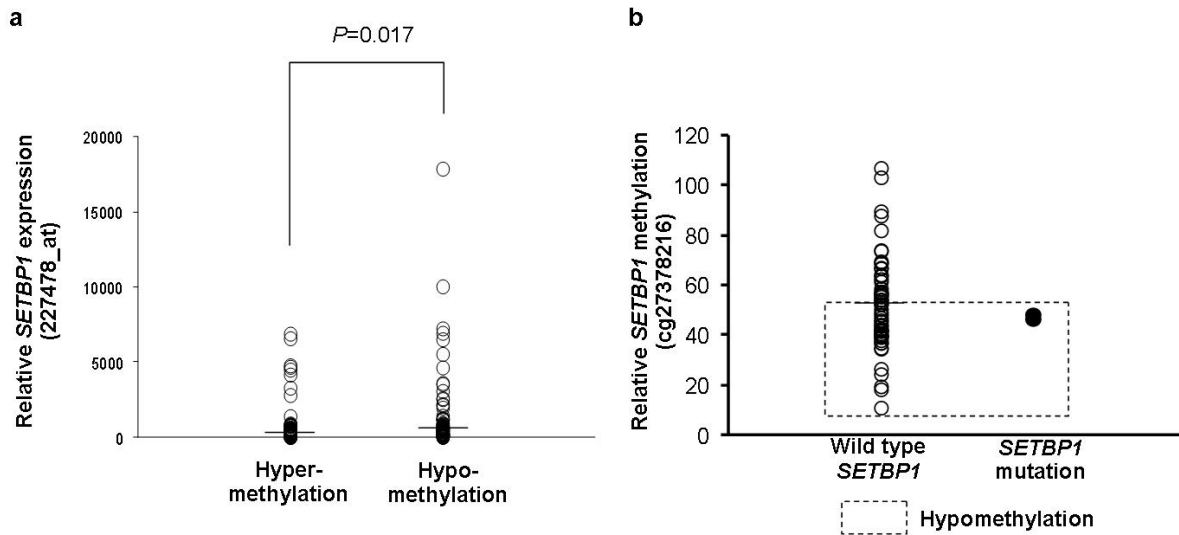 a
P=0.017
Relative SETBP1 expression
(227478_at)
20000
15000
10000
5000
0
Hyper-
methylation
Hypo-
methylation
b
Relative SETBP1 methylation
(cg27378216)
120
100
80
60
40
20
0
Wild type
SETBP1
SETBP1
mutation
Hypomethylation